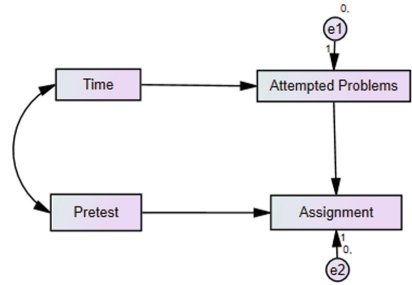 0,
e1
1
Time
Attempted Problems
Pretest
Assignment
1
0,
e2